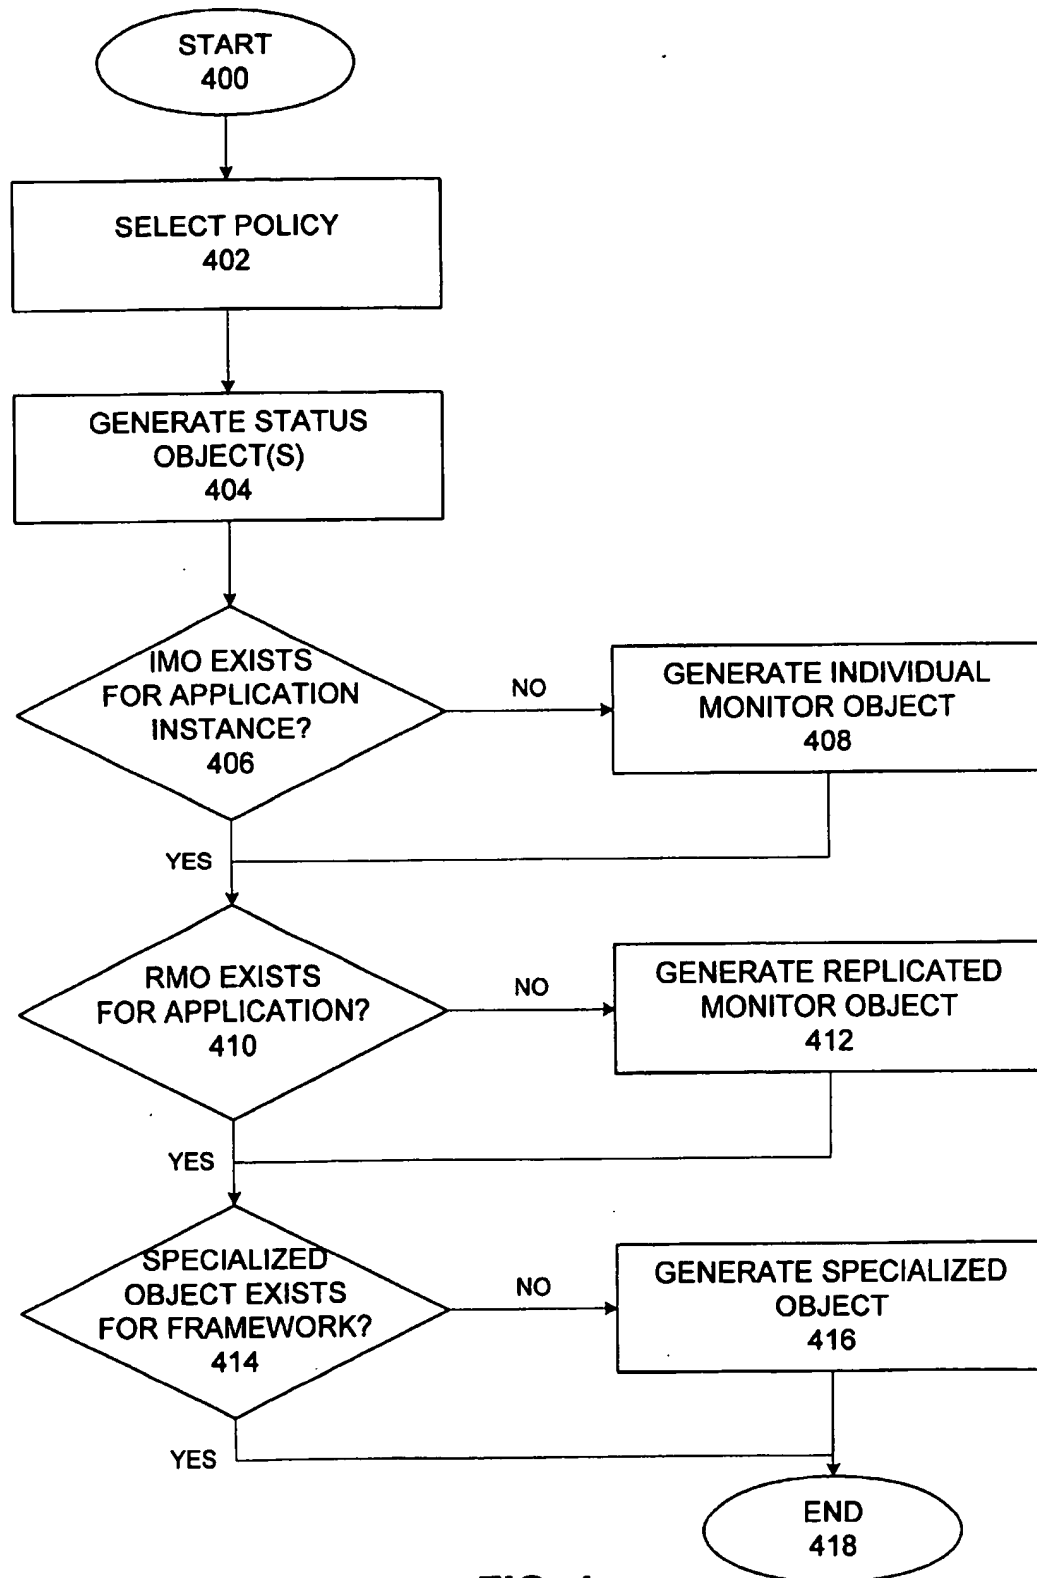 START
400
SELECT POLICY
402
GENERATE STATUS
OBJECT(S)
404
IMO EXISTS
FOR APPLICATION
INSTANCE?
406
NO
GENERATE INDIVIDUAL
MONITOR OBJECT
408
YES
RMO EXISTS
FOR APPLICATION?
410
NO
GENERATE REPLICATED
MONITOR OBJECT
412
YES
SPECIALIZED
OBJECT EXISTS
FOR FRAMEWORK?
414
NO
GENERATE SPECIALIZED
OBJECT
416
YES
END
418